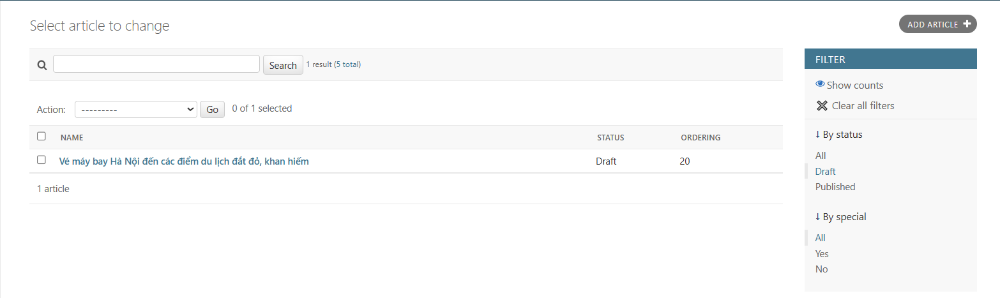 Select article to change
ADD ARTICLE
Search 1 result (5 total)
Action: --------- Go 0 of 1 selected
NAME STATUS ORDERING
Vé máy bay Hà Nội đến các điểm du lịch đắt đỏ, khan hiếm Draft 20
1 article
FILTER
Show counts
Clear all filters
↓ By status
All
Draft
Published
↓ By special
All
Yes
No